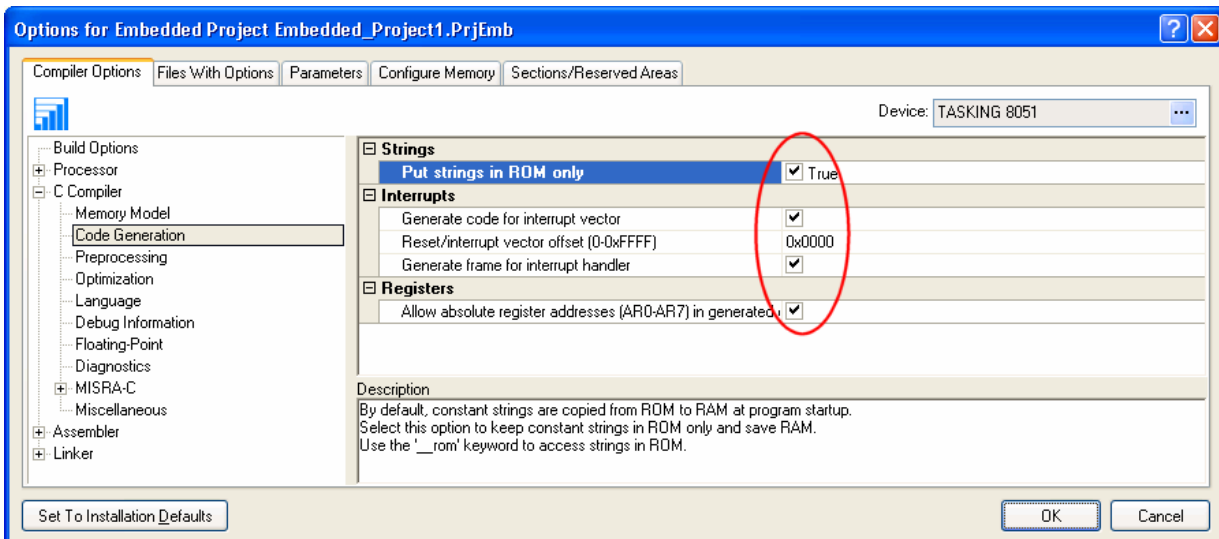 Options for Embedded Project Embedded_Project1.PrjEmb
Compiler Options Files With Options Parameters Configure Memory Sections/Reserved Areas
Device: TASKING 8051 ...
Build Options
Processor
C Compiler
Memory Model
Code Generation
Preprocessing
Optimization
Language
Debug Information
Floating-Point
Diagnostics
MISRA-C
Miscellaneous
Assembler
Linker
Strings
Put strings in ROM only True
Interrupts
Generate code for interrupt vector
Reset/interrupt vector offset (0-0xFFFF) 0x0000
Generate frame for interrupt handler
Registers
Allow absolute register addresses (AR0-AR7) in generated
Description
By default, constant strings are copied from ROM to RAM at program startup.
Select this option to keep constant strings in ROM only and save RAM.
Use the '__rom' keyword to access strings in ROM.
Set To Installation Defaults OK Cancel